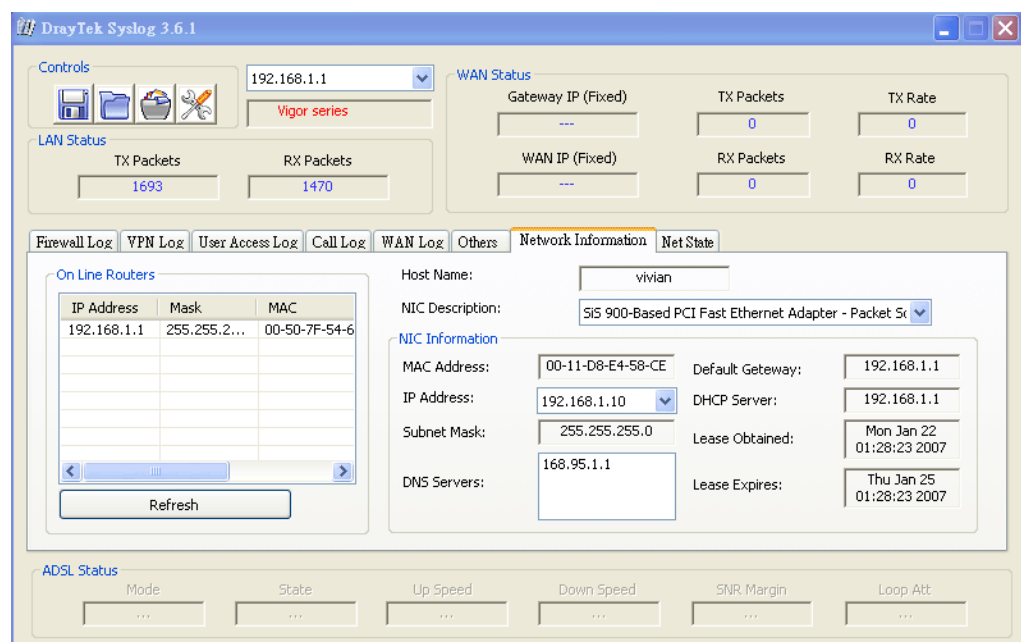 DrayTek Syslog 3.6.1
Controls
192.168.1.1
Vigor series
LAN Status
TX Packets RX Packets
1693 1470
WAN Status
Gateway IP (Fixed) TX Packets TX Rate
--- 0 0
WAN IP (Fixed) RX Packets RX Rate
--- 0 0
Firewall Log VPN Log User Access Log Call Log WAN Log Others Network Information Net State
On Line Routers
IP Address Mask MAC
192.168.1.1 255.255.2... 00-50-7F-54-6
Refresh
Host Name: vivian
NIC Description: SiS 900-Based PCI Fast Ethernet Adapter - Packet Sc
NIC Information
MAC Address: 00-11-D8-E4-58-CE
IP Address: 192.168.1.10
Subnet Mask: 255.255.255.0
DNS Servers: 168.95.1.1
Default Geteway: 192.168.1.1
DHCP Server: 192.168.1.1
Lease Obtained: Mon Jan 22
01:28:23 2007
Lease Expires: Thu Jan 25
01:28:23 2007
ADSL Status
Mode State Up Speed Down Speed SNR Margin Loop Att
... ... ... ... ... ...